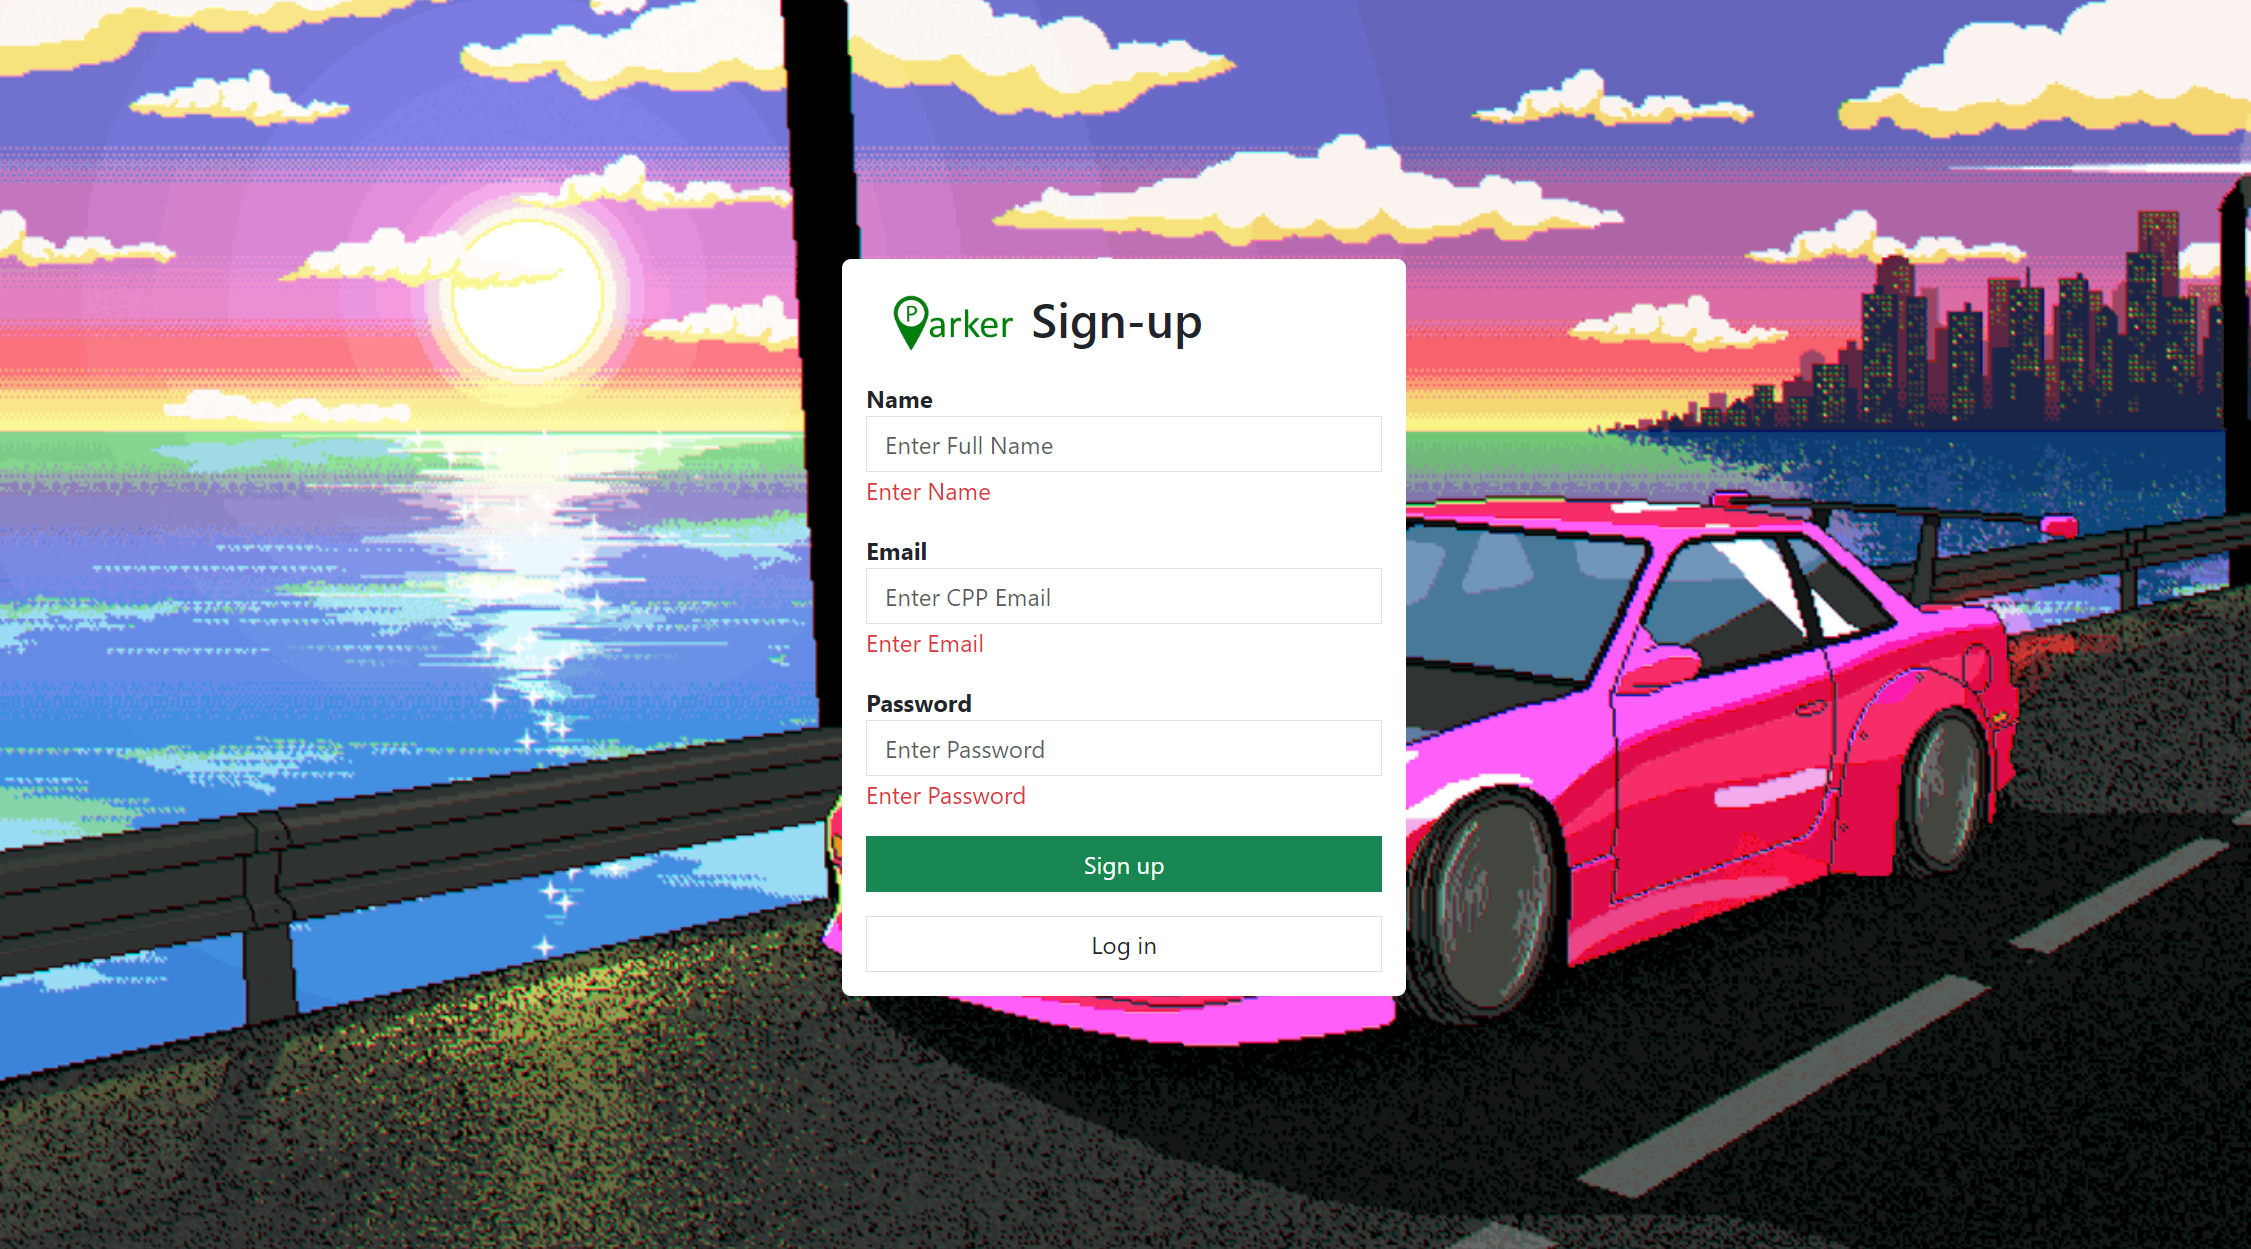 Parker Sign-up
Name
Enter Full Name
Enter Name
Email
Enter CPP Email
Enter Email
Password
Enter Password
Enter Password
Sign up
Log in